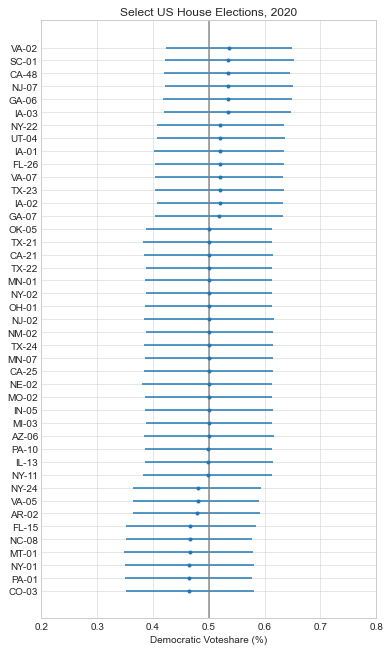 Select US House Elections, 2020
VA-02
SC-01
CA-48
NJ-07
GA-06
IA-03
NY-22
UT-04
IA-01
FL-26
VA-07
TX-23
IA-02
GA-07
OK-05
TX-21
CA-21
TX-22
MN-01
NY-02
OH-01
NJ-02
NM-02
TX-24
MN-07
CA-25
NE-02
MO-02
IN-05
MI-03
AZ-06
PA-10
IL-13
NY-11
NY-24
VA-05
AR-02
FL-15
NC-08
MT-01
NY-01
PA-01
CO-03
0.2 0.3 0.4 0.5 0.6 0.7 0.8
Democratic Voteshare (%)